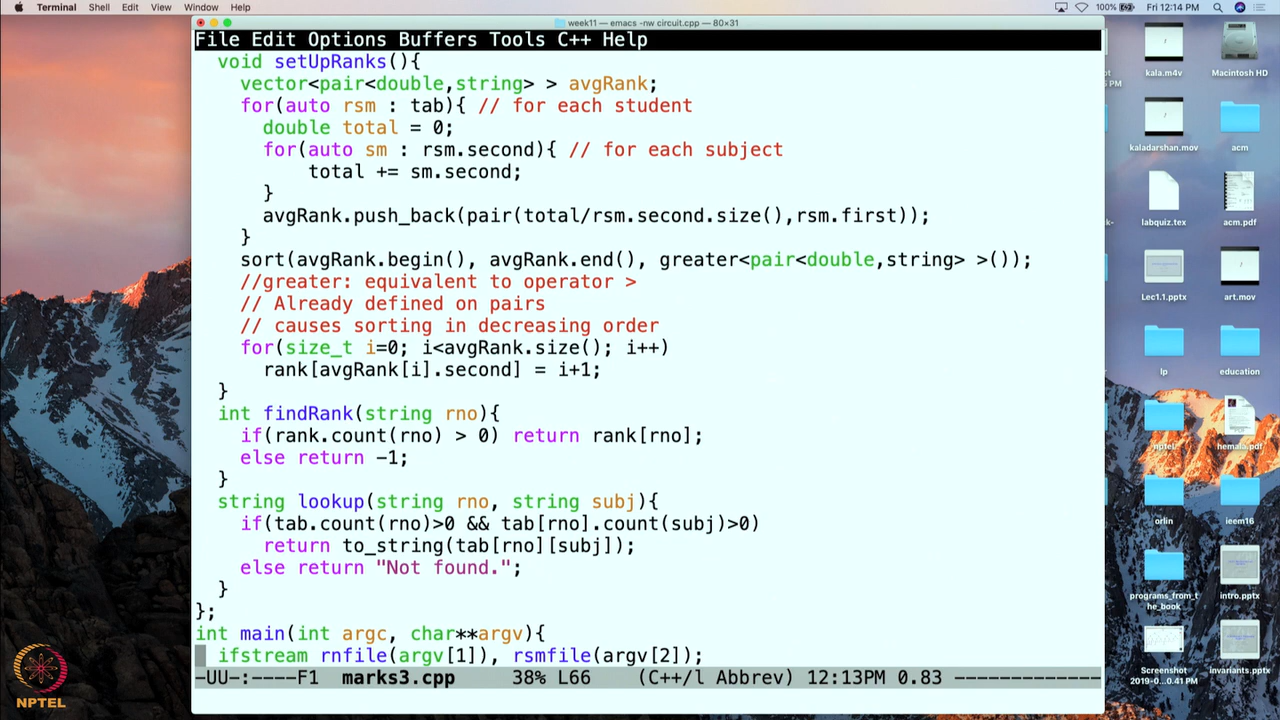 Terminal Shell Edit View Window Help
100% Fri 12:14 PM
week11 — emacs -nw circuit.cpp — 80×31
File Edit Options Buffers Tools C++ Help
void setUpRanks(){
vector<pair<double,string> > avgRank;
for(auto rsm : tab){ // for each student
double total = 0;
for(auto sm : rsm.second){ // for each subject
total += sm.second;
}
avgRank.push_back(pair(total/rsm.second.size(),rsm.first));
}
sort(avgRank.begin(), avgRank.end(), greater<pair<double,string> >());
//greater: equivalent to operator >
// Already defined on pairs
// causes sorting in decreasing order
for(size_t i=0; i<avgRank.size(); i++)
rank[avgRank[i].second] = i+1;
}
int findRank(string rno){
if(rank.count(rno) > 0) return rank[rno];
else return -1;
}
string lookup(string rno, string subj){
if(tab.count(rno)>0 && tab[rno].count(subj)>0)
return to_string(tab[rno][subj]);
else return "Not found.";
}
};
int main(int argc, char**argv){
ifstream rnfile(argv[1]), rsmfile(argv[2]);
-UU-:----F1 marks3.cpp 38% L66 (C++/l Abbrev) 12:13PM 0.83 -------------
kala.m4v
Macintosh HD
kaladarshan.mov
acm
labquiz.tex
acm.pdf
Lec1.1.pptx
art.mov
lp
education
nptel
hemala.pdf
orlin
ieem16
programs_from_t
he_book
intro.pptx
Screenshot
2019-0...0.41 PM
invariants.pptx
NPTEL